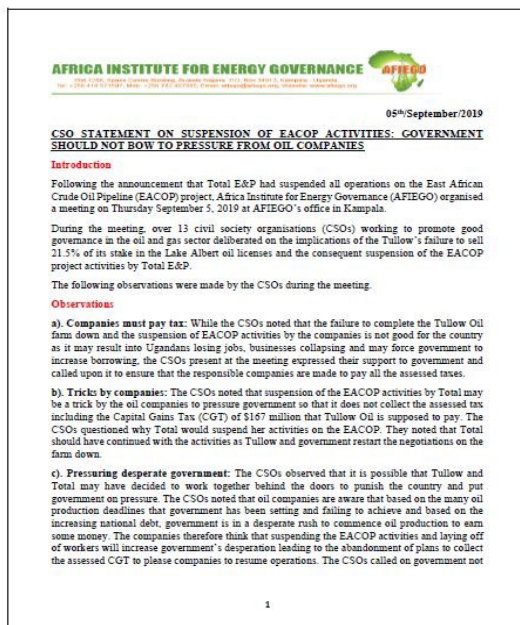 AFRICA INSTITUTE FOR ENERGY GOVERNANCE
AFIEGO
05th/September/2019
CSO STATEMENT ON SUSPENSION OF EACOP ACTIVITIES: GOVERNMENT
SHOULD NOT BOW TO PRESSURE FROM OIL COMPANIES
Introduction
Following the announcement that Total E&P had suspended all operations on the East African
Crude Oil Pipeline (EACOP) project, Africa Institute for Energy Governance (AFIEGO) organised
a meeting on Thursday September 5, 2019 at AFIEGO's office in Kampala.
During the meeting, over 13 civil society organisations (CSOs) working to promote good
governance in the oil and gas sector deliberated on the implications of the Tullow's failure to sell
21.5% of its stake in the Lake Albert oil licenses and the consequent suspension of the EACOP
project activities by Total E&P.
The following observations were made by the CSOs during the meeting.
Observations
a). Companies must pay tax: While the CSOs noted that the failure to complete the Tullow Oil
farm down and the suspension of EACOP activities by the companies is not good for the country
as it may result into Ugandans losing jobs, businesses collapsing and may force government to
increase borrowing, the CSOs present at the meeting expressed their support to government and
called upon it to ensure that the responsible companies are made to pay all the assessed taxes.
b). Tricks by companies: The CSOs noted that suspension of the EACOP activities by Total may
be a trick by the oil companies to pressure government so that it does not collect the assessed tax
including the Capital Gains Tax (CGT) of $167 million that Tullow Oil is supposed to pay. The
CSOs questioned why Total would suspend her activities on the EACOP. They noted that Total
should have continued with the activities as Tullow and government restart the negotiations on the
farm down.
c). Pressuring desperate government: The CSOs observed that it is possible that Tullow and
Total may have decided to work together behind the doors to punish the country and put
government on pressure. The CSOs noted that oil companies are aware that based on the many oil
production deadlines that government has been setting and failing to achieve and based on the
increasing national debt, government is in a desperate rush to commence oil production to earn
some money. The companies therefore think that suspending the EACOP activities and laying off
of workers will increase government's desperation leading to the abandonment of plans to collect
the assessed CGT to please companies to resume operations. The CSOs called on government not
1